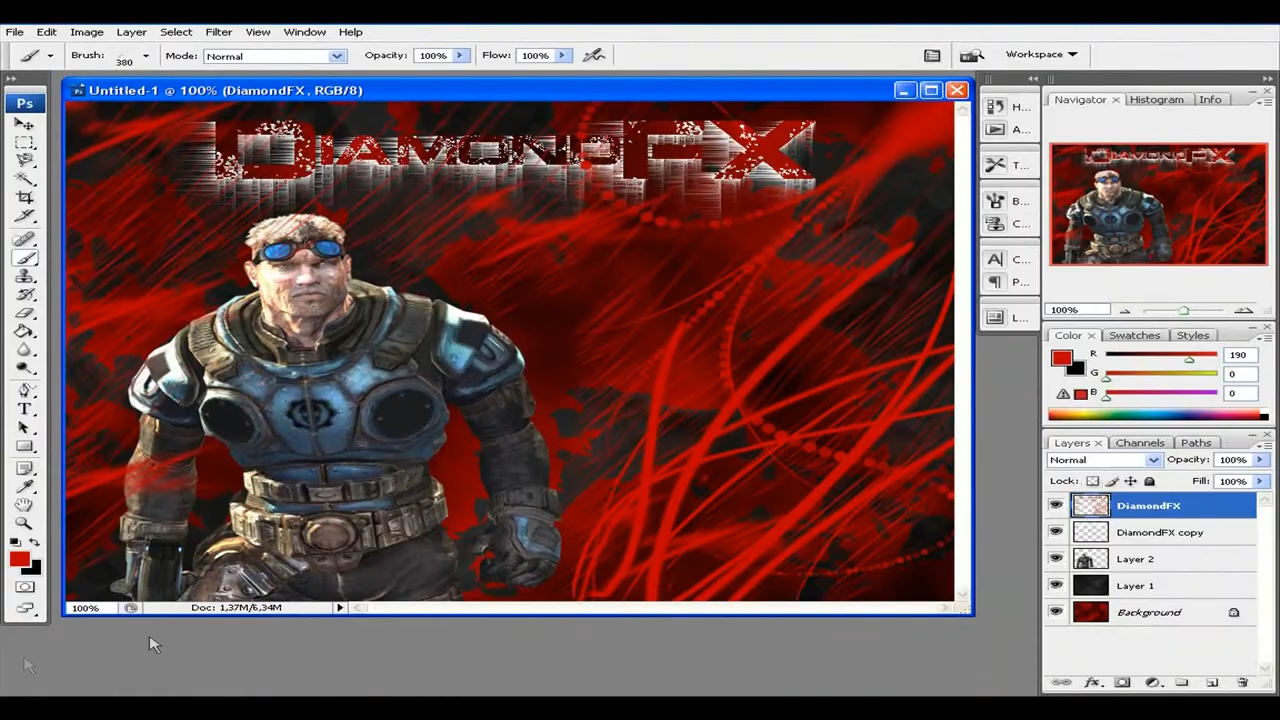 File Edit Image Layer Select Filter View Window Help
Brush: 380 Mode: Normal Opacity: 100% Flow: 100% Workspace
Untitled-1 @ 100% (DiamondFX , RGB/8)
Ps
DiamondFX
H...
A...
T...
B...
C...
A C...
P...
L...
Navigator Histogram Info
100%
Color Swatches Styles
R 190
G 0
B 0
Layers Channels Paths
Normal Opacity: 100%
Lock: Fill: 100%
DiamondFX
DiamondFX copy
Layer 2
Layer 1
Background
100% Doc: 1,37M/6,34M